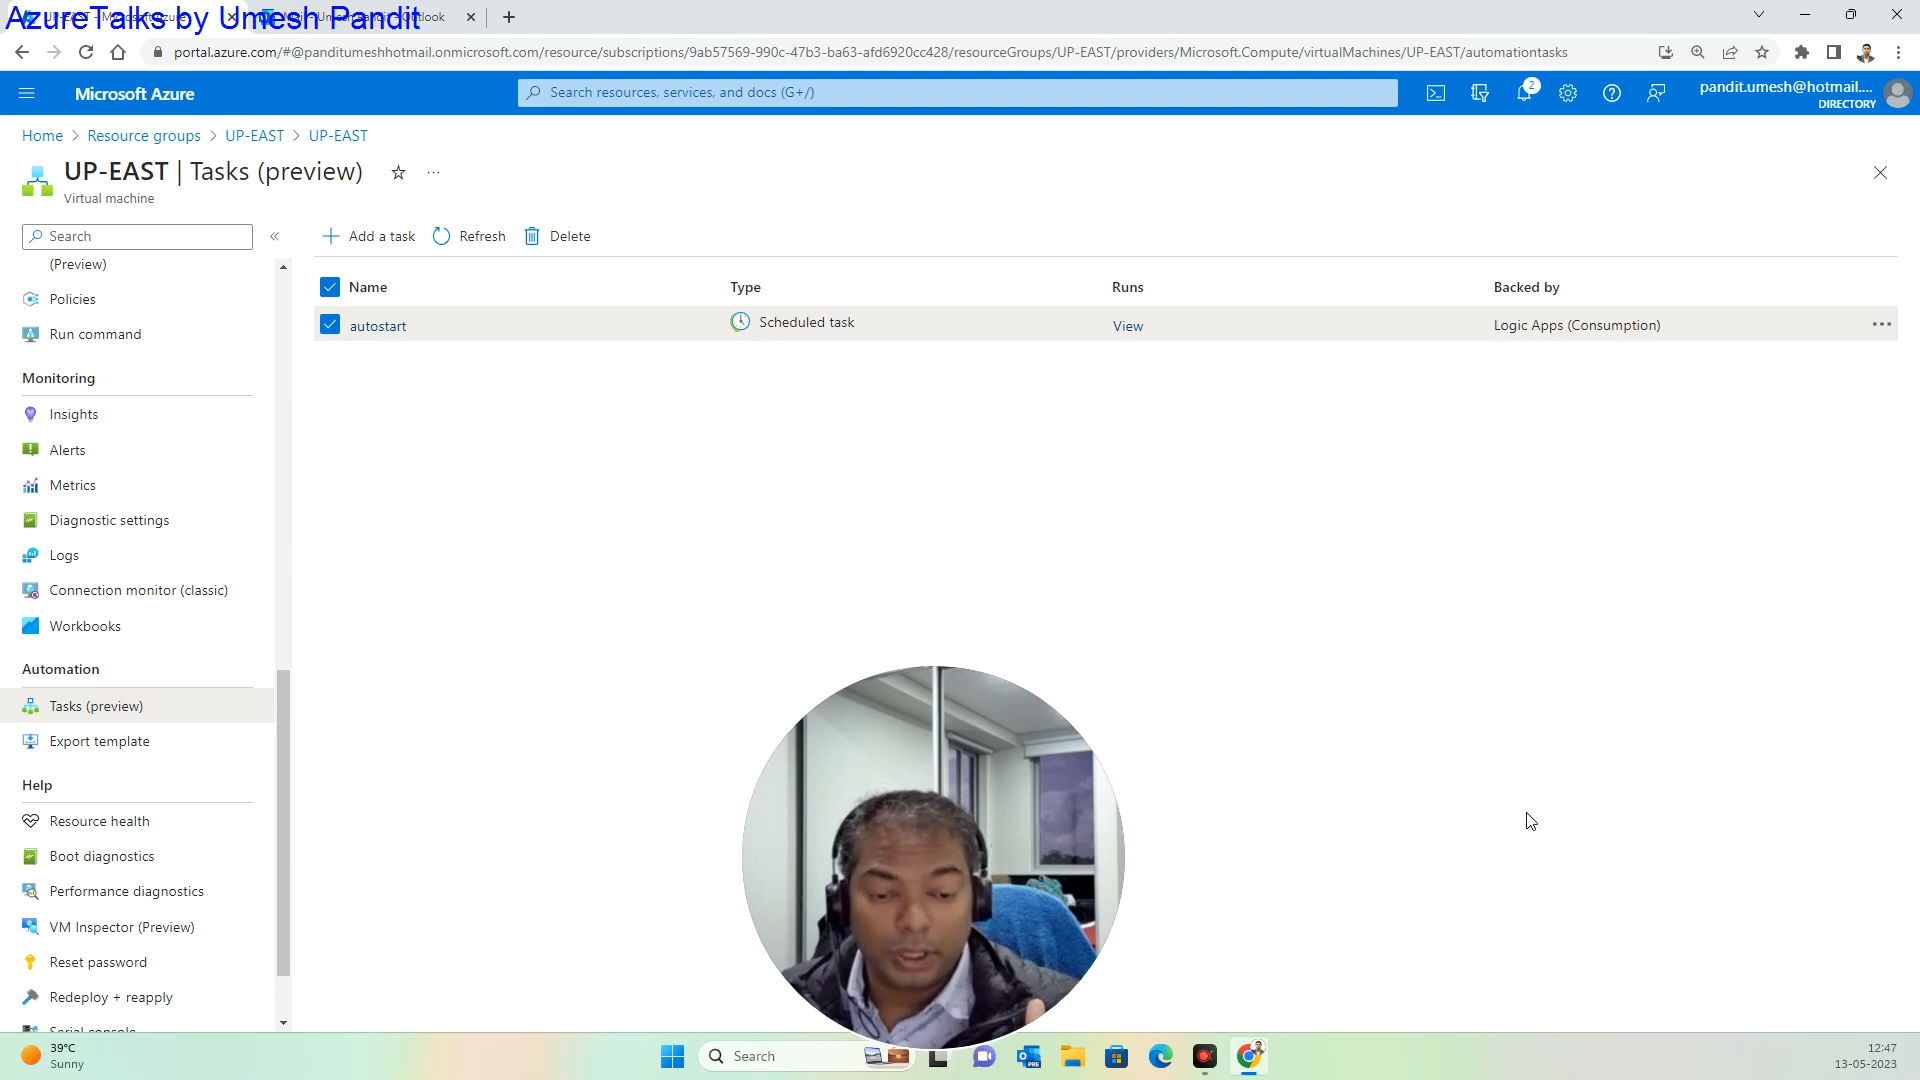 AzureTalks by Umesh Pandit
portal.azure.com/#@panditumeshhotmail.onmicrosoft.com/resource/subscriptions/9ab57569-990c-47b3-ba63-afd6920cc428/resourceGroups/UP-EAST/providers/Microsoft.Compute/virtualMachines/UP-EAST/automationtasks
Microsoft Azure
Search resources, services, and docs (G+/)
2
pandit.umesh@hotmail....
DIRECTORY
Home > Resource groups > UP-EAST > UP-EAST
UP-EAST | Tasks (preview)
Virtual machine
Search
Add a task
Refresh
Delete
(Preview)
Policies
Run command
Monitoring
Insights
Alerts
Metrics
Diagnostic settings
Logs
Connection monitor (classic)
Workbooks
Automation
Tasks (preview)
Export template
Help
Resource health
Boot diagnostics
Performance diagnostics
VM Inspector (Preview)
Reset password
Redeploy + reapply
Serial console
Name Type Runs Backed by
autostart Scheduled task View Logic Apps (Consumption)
39°C
Sunny
Search
PRE
12:47
13-05-2023